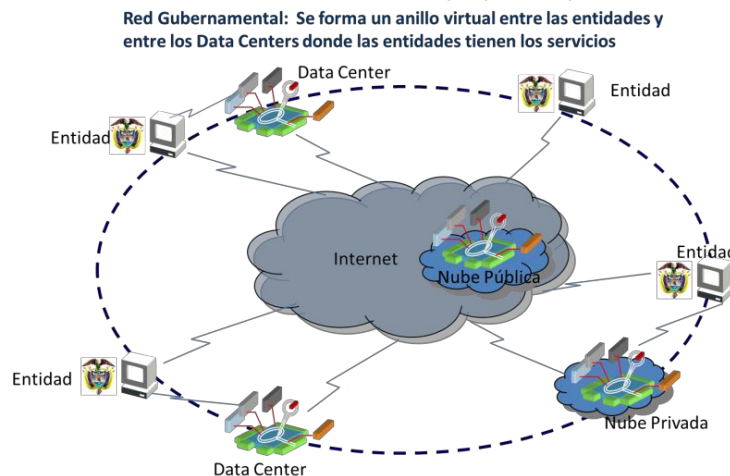 Red Gubernamental: Se forma un anillo virtual entre las entidades y
entre los Data Centers donde las entidades tienen los servicios
Data Center
Entidad
Entidad
Internet
Nube Pública
Entidad
Entidad
Nube Privada
Data Center